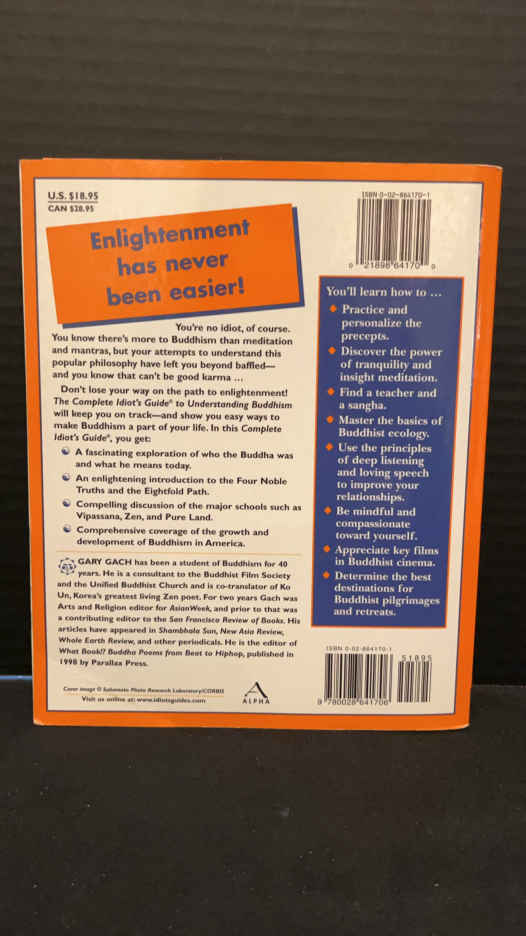 U.S. $18.95
CAN $28.95
Enlightenment
has never
been easier!
You're no idiot, of course.
You know there's more to Buddhism than meditation
and mantras, but your attempts to understand this
popular philosophy have left you beyond baffled—
and you know that can't be good karma …
Don't lose your way on the path to enlightenment!
The Complete Idiot's Guide® to Understanding Buddhism
will keep you on track—and show you easy ways to
make Buddhism a part of your life. In this Complete
Idiot's Guide®, you get:
A fascinating exploration of who the Buddha was
and what he means today.
An enlightening introduction to the Four Noble
Truths and the Eightfold Path.
Compelling discussion of the major schools such as
Vipassana, Zen, and Pure Land.
Comprehensive coverage of the growth and
development of Buddhism in America.
GARY GACH has been a student of Buddhism for 40
years. He is a consultant to the Buddhist Film Society
and the Unified Buddhist Church and is co-translator of Ko
Un, Korea's greatest living Zen poet. For two years Gach was
Arts and Religion editor for AsianWeek, and prior to that was
a contributing editor to the San Francisco Review of Books. His
articles have appeared in Shambhala Sun, New Asia Review,
Whole Earth Review, and other periodicals. He is the editor of
What Book!? Buddha Poems from Beat to Hiphop, published in
1998 by Parallax Press.
Cover image © Sakamoto Photo Research Laboratory/CORBIS
Visit us online at: www.idiotsguides.com
ALPHA
ISBN 0-02-864170-1
0 21898 64170 0
You'll learn how to …
Practice and
personalize the
precepts.
Discover the power
of tranquility and
insight meditation.
Find a teacher and
a sangha.
Master the basics of
Buddhist ecology.
Use the principles
of deep listening
and loving speech
to improve your
relationships.
Be mindful and
compassionate
toward yourself.
Appreciate key films
in Buddhist cinema.
Determine the best
destinations for
Buddhist pilgrimages
and retreats.
ISBN 0-02-864170-1
51895
9 780028 641706